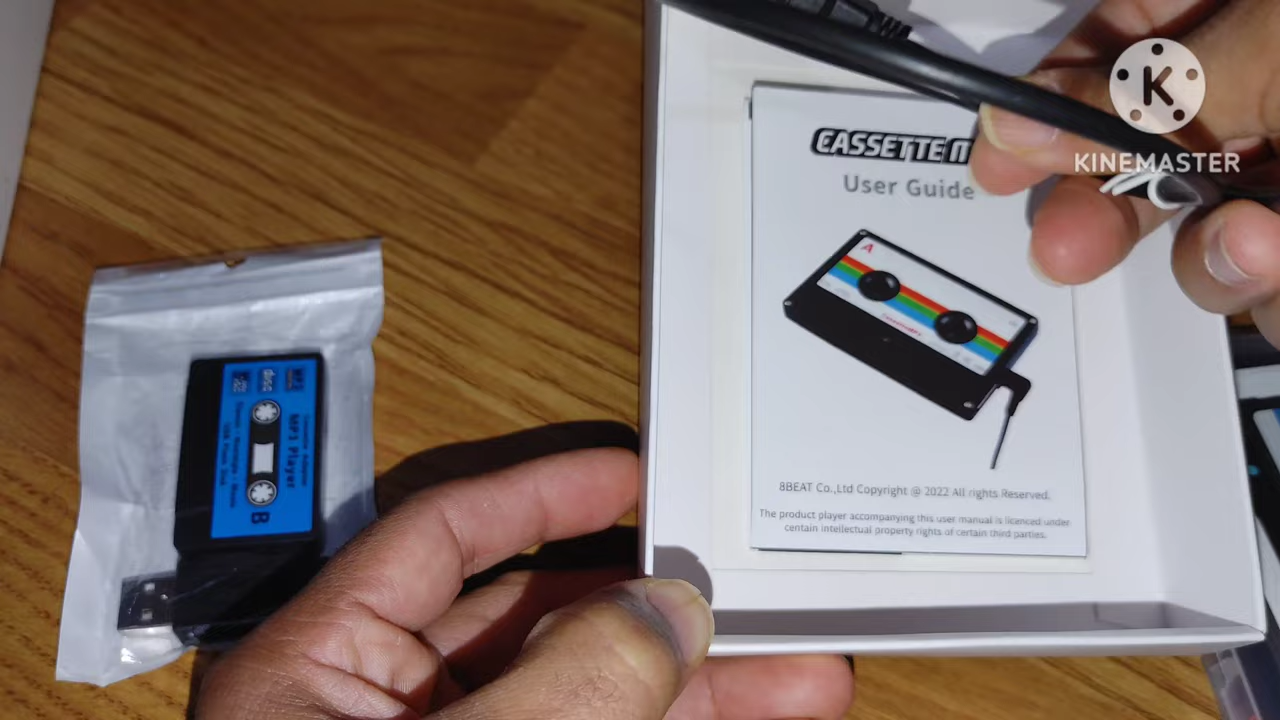 K
KINEMASTER
CASSETTE
User Guide
A
8BEAT Co.,Ltd Copyright @ 2022 All rights Reserved.
The product player accompanying this user manual is licenced under
certain intellectual property rights of certain third parties.
MP3 Player
B